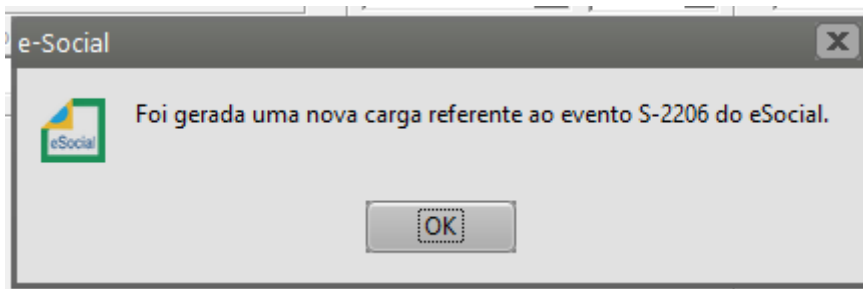 e-Social
Foi gerada uma nova carga referente ao evento S-2206 do eSocial.
eSocial
OK